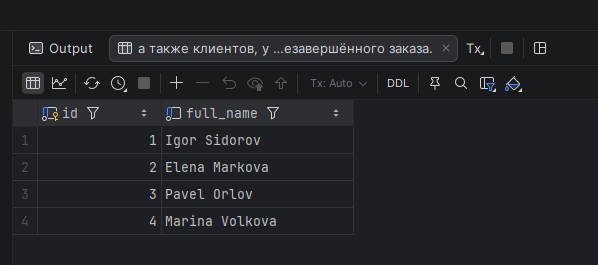 Output
а также клиентов, у ...езавершённого заказа.
Tx
Tx: Auto
DDL
id full_name
1 1 Igor Sidorov
2 2 Elena Markova
3 3 Pavel Orlov
4 4 Marina Volkova